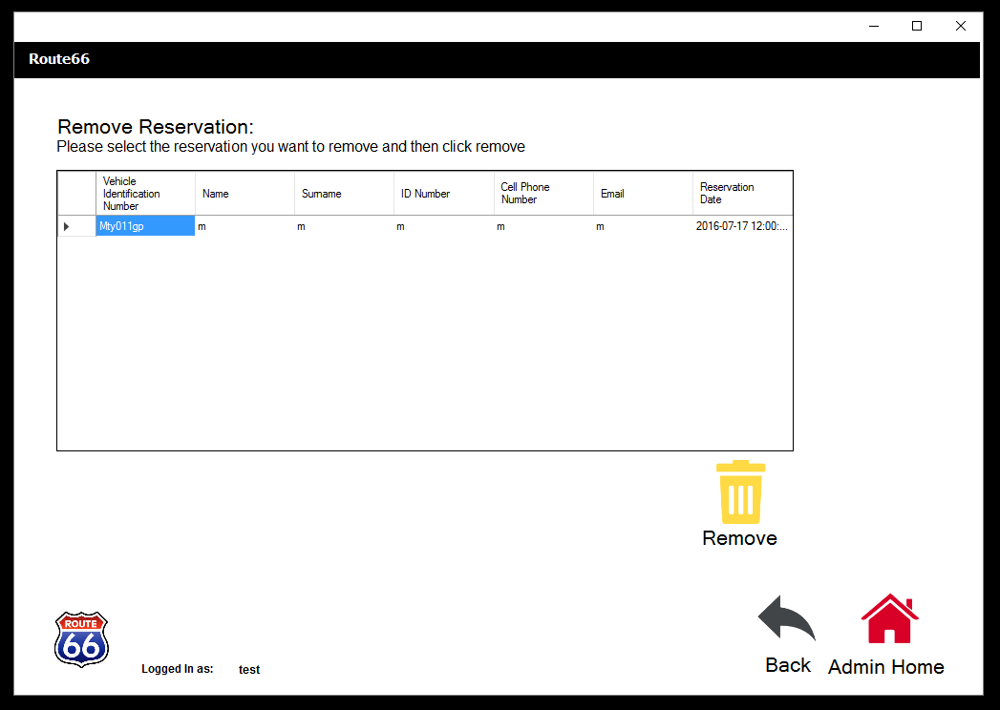 Route66
Remove Reservation:
Please select the reservation you want to remove and then click remove
Vehicle
Identification
Number
Name
Surname
ID Number
Cell Phone
Number
Email
Reservation
Date
Mty011gp
m
m
m
m
m
2016-07-17 12:00:...
Remove
ROUTE
66
Logged In as: test
Back
Admin Home